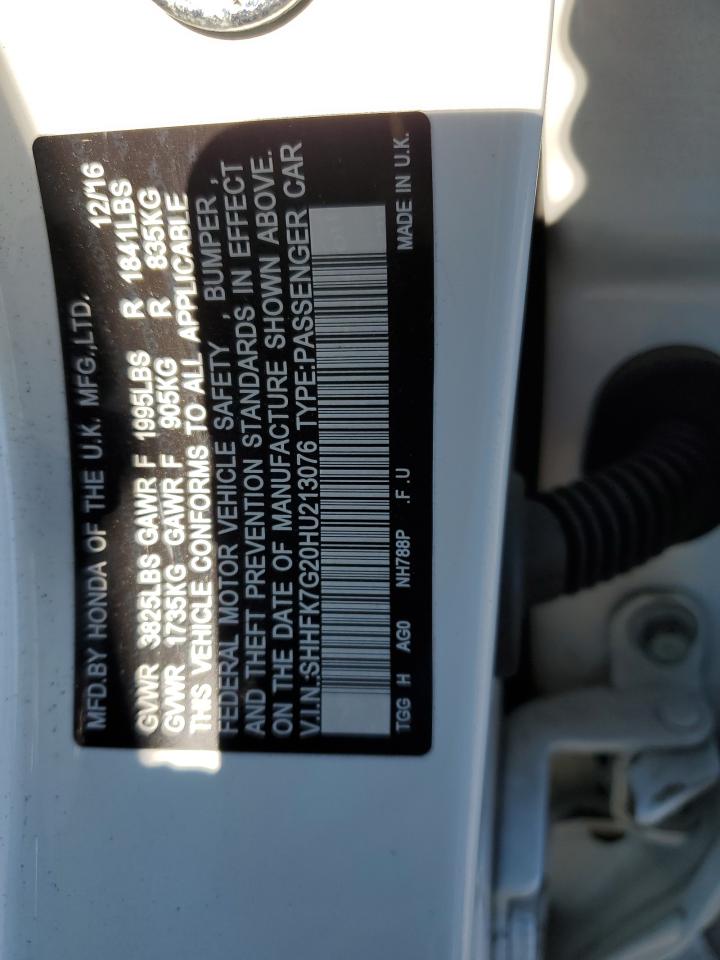 MFD.BY HONDA OF THE U.K. MFG.,LTD. 12/16
GVWR 3825LBS GAWR F 1995LBS R 1841LBS
GVWR 1735KG GAWR F 905KG R 835KG
THIS VEHICLE CONFORMS TO ALL APPLICABLE
FEDERAL MOTOR VEHICLE SAFETY , BUMPER ,
AND THEFT PREVENTION STANDARDS IN EFFECT
ON THE DATE OF MANUFACTURE SHOWN ABOVE.
V.I.N.:SHHFK7G20HU213076 TYPE:PASSENGER CAR
TGG H AG0 NH788P .F .U MADE IN U.K.